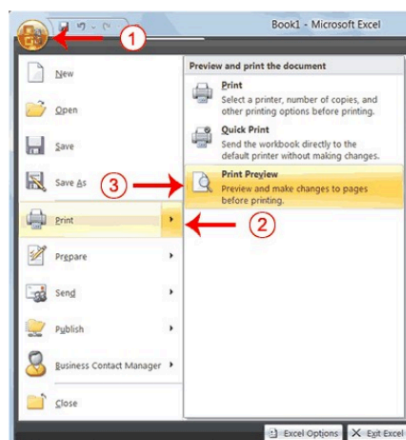 Book1 - Microsoft Excel
1
New
Open
Save
Save As
Print
Prepare
Send
Publish
Business Contact Manager
Close
Preview and print the document
Print
Select a printer, number of copies, and
other printing options before printing.
Quick Print
Send the workbook directly to the
default printer without making changes.
3
Print Preview
Preview and make changes to pages
before printing.
2
Excel Options
Exit Excel